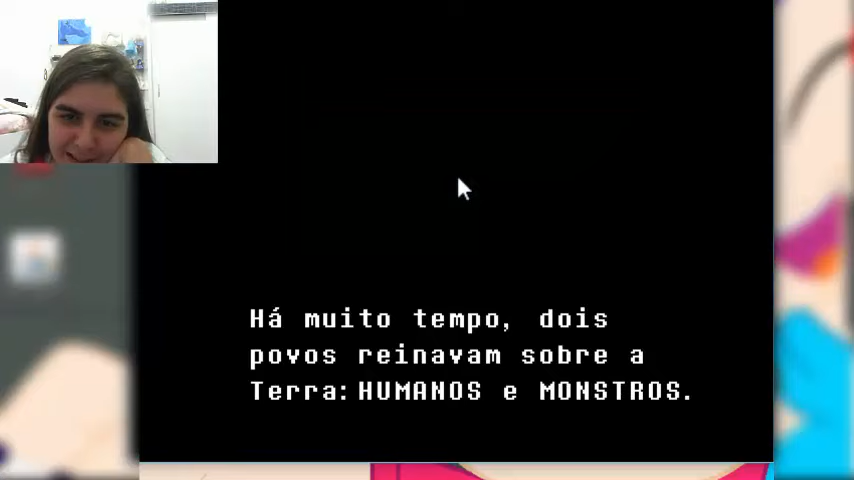 Há muito tempo, dois
povos reinavam sobre a
Terra: HUMANOS e MONSTROS.